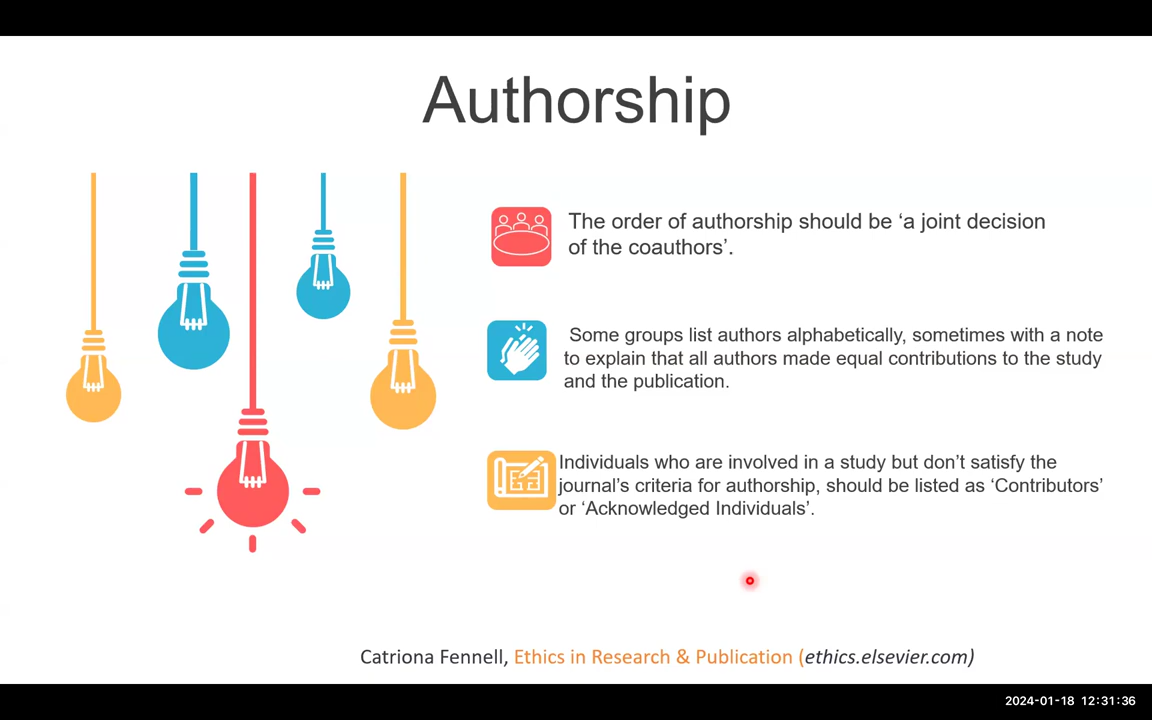 Authorship
The order of authorship should be ‘a joint decision
of the coauthors’.
Some groups list authors alphabetically, sometimes with a note
to explain that all authors made equal contributions to the study
and the publication.
Individuals who are involved in a study but don’t satisfy the
journal’s criteria for authorship, should be listed as ‘Contributors’
or ‘Acknowledged Individuals’.
Catriona Fennell, Ethics in Research & Publication (ethics.elsevier.com)
2024-01-18 12:31:36